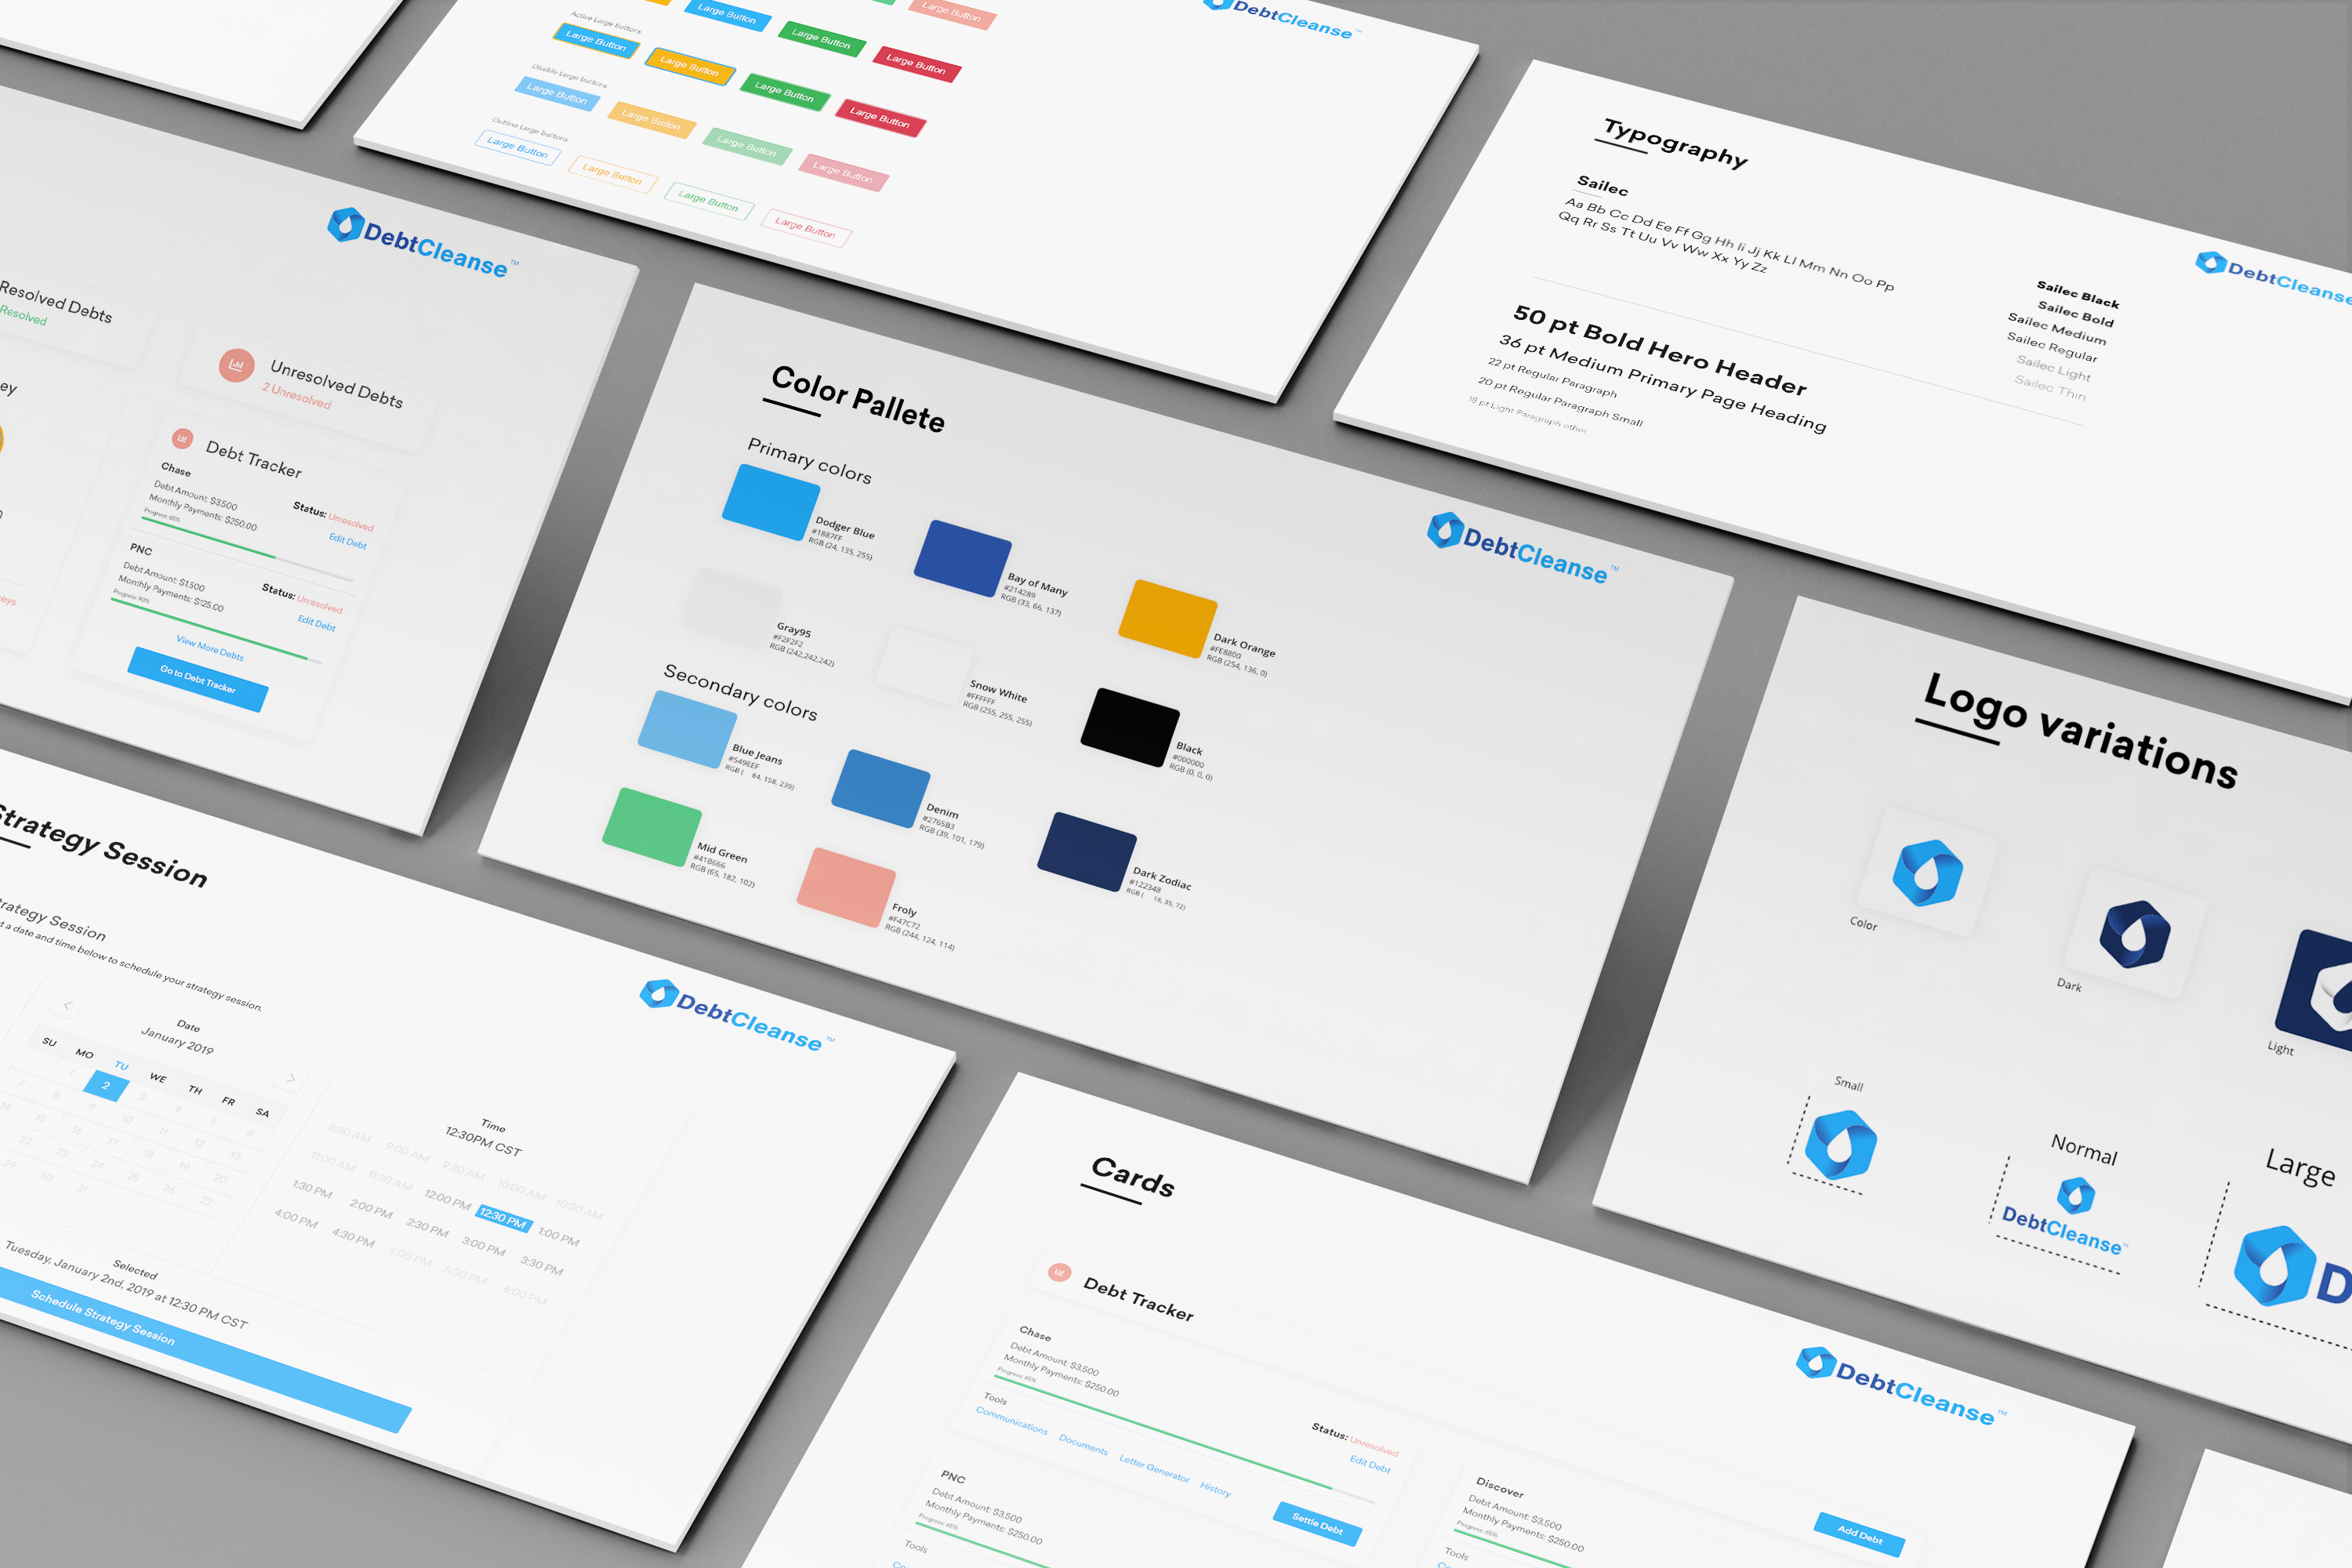 Large Button
Large Button
Large Button
Large Button
Active Large buttons
Large Button
Large Button
Large Button
Large Button
Disable Large buttons
Large Button
Large Button
Large Button
Large Button
Outline Large buttons
Large Button
Large Button
Large Button
Large Button
DebtCleanse™
Typography
Sailec
Aa Bb Cc Dd Ee Ff Gg Hh Ii Jj Kk Ll Mm Nn Oo Pp
Qq Rr Ss Tt Uu Vv Ww Xx Yy Zz
DebtCleanse
Sailec Black
Sailec Bold
Sailec Medium
Sailec Regular
Sailec Light
Sailec Thin
50 pt Bold Hero Header
36 pt Medium Primary Page Heading
22 pt Regular Paragraph
20 pt Regular Paragraph Small
18 pt Light Paragraph other
DebtCleanse™
Resolved Debts
Resolved
Unresolved Debts
2 Unresolved
Debt Tracker
Chase
Debt Amount: $3,500
Monthly Payments: $250.00
Progress: 65%
Status: Unresolved
Edit Debt
PNC
Debt Amount: $1,500
Monthly Payments: $125.00
Progress: 90%
Status: Unresolved
Edit Debt
View More Debts
Go to Debt Tracker
Color Pallete
DebtCleanse™
Primary colors
Dodger Blue
#1887FF
RGB (24, 135, 255)
Bay of Many
#214289
RGB (33, 66, 137)
Dark Orange
#FE8800
RGB (254, 136, 0)
Gray95
#F2F2F2
RGB (242,242,242)
Snow White
#FFFFFF
RGB (255, 255, 255)
Black
#000000
RGB (0, 0, 0)
Secondary colors
Blue Jeans
#549EEF
RGB ( 84, 158, 239)
Denim
#2765B3
RGB (39, 101, 179)
Dark Zodiac
#122348
RGB ( 18, 35, 72)
Mid Green
#41B666
RGB (65, 182, 102)
Froly
#F47C72
RGB (244, 124, 114)
Logo variations
Color
Dark
Light
Small
Normal
DebtCleanse™
Large
D
Strategy Session
Strategy Session
a date and time below to schedule your strategy session.
DebtCleanse™
Date
January 2019
SU MO TU WE TH FR SA
1 2 3 4 5 6
7 8 9 10 11 12 13
14 15 16 17 18 19 20
22 23 24 25 26 27
29 30 31
Time
12:30PM CST
8:30 AM 9:00 AM 9:30 AM 10:00 AM 10:30 AM
11:00 AM 11:30 AM 12:00 PM 12:30 PM 1:00 PM
1:30 PM 2:00 PM 2:30 PM 3:00 PM 3:30 PM
4:00 PM 4:30 PM 5:00 PM 5:30 PM 6:00 PM
Selected
Tuesday, January 2nd, 2019 at 12:30 PM CST
Schedule Strategy Session
Cards
DebtCleanse™
Debt Tracker
Add Debt
Chase
Debt Amount: $3,500
Monthly Payments: $250.00
Progress: 65%
Status: Unresolved
Edit Debt
Tools
Communications Documents Letter Generator History
Settle Debt
PNC
Debt Amount: $3,500
Monthly Payments: $250.00
Progress: 65%
Tools
Discover
Debt Amount: $3,500
Monthly Payments: $250.00
Progress: 65%
Tools